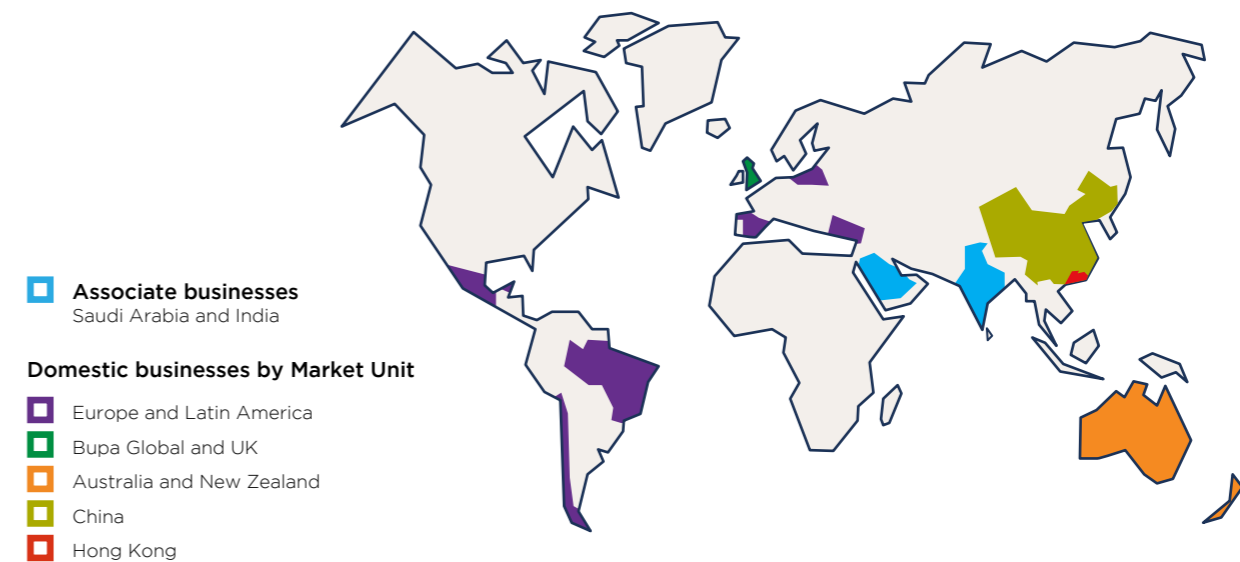 Associate businesses
Saudi Arabia and India
Domestic businesses by Market Unit
Europe and Latin America
Bupa Global and UK
Australia and New Zealand
China
Hong Kong